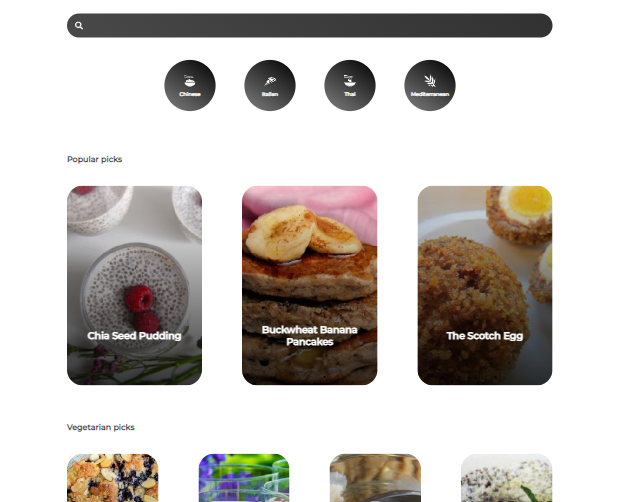 Chinese
Italian
Thai
Mediterranean
Popular picks
Chia Seed Pudding
Buckwheat Banana
Pancakes
The Scotch Egg
Vegetarian picks